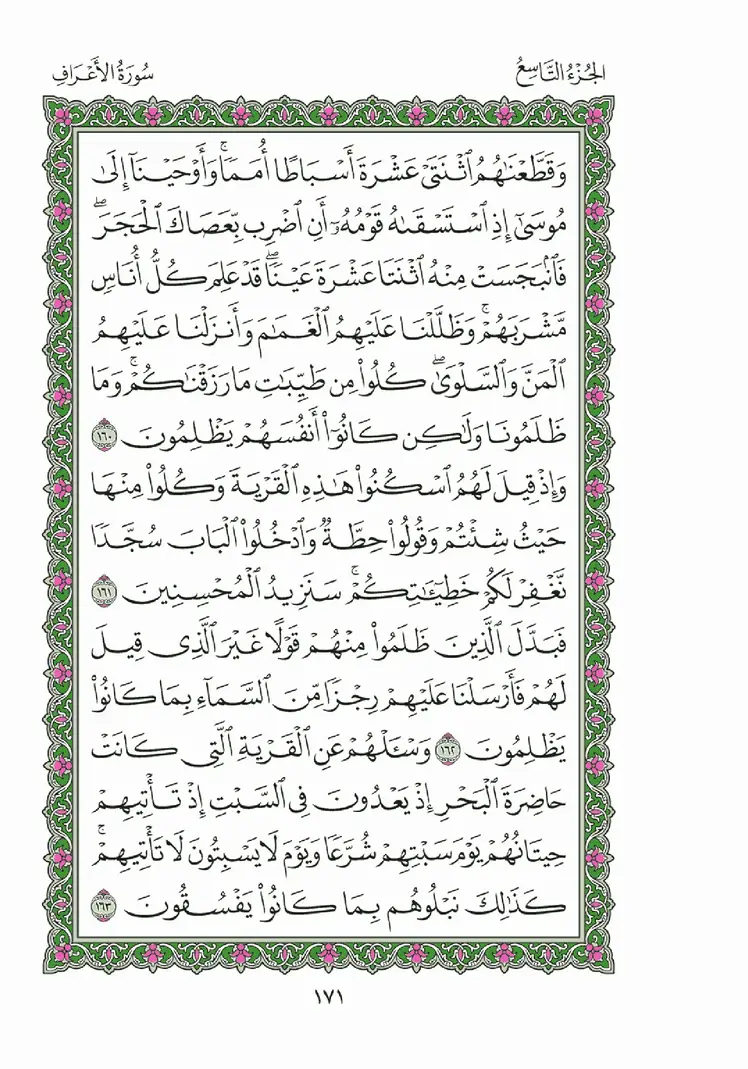 الجُزْءُ التَّاسِعُ
سُورَةُ الأَعْرَافِ
وَقَطَّعْنَٰهُمُ ٱثْنَتَىْ عَشْرَةَ أَسْبَاطًا أُمَمًاۚ وَأَوْحَيْنَآ إِلَىٰ
مُوسَىٰٓ إِذِ ٱسْتَسْقَىٰهُ قَوْمُهُۥٓ أَنِ ٱضْرِب بِّعَصَاكَ ٱلْحَجَرَۖ
فَٱنۢبَجَسَتْ مِنْهُ ٱثْنَتَا عَشْرَةَ عَيْنًاۖ قَدْ عَلِمَ كُلُّ أُنَاسٍ
مَّشْرَبَهُمْۚ وَظَلَّلْنَا عَلَيْهِمُ ٱلْغَمَٰمَ وَأَنزَلْنَا عَلَيْهِمُ
ٱلْمَنَّ وَٱلسَّلْوَىٰۖ كُلُوا۟ مِن طَيِّبَٰتِ مَا رَزَقْنَٰكُمْۚ وَمَا
ظَلَمُونَا وَلَٰكِن كَانُوٓا۟ أَنفُسَهُمْ يَظْلِمُونَ ١٦٠
وَإِذْ قِيلَ لَهُمُ ٱسْكُنُوا۟ هَٰذِهِ ٱلْقَرْيَةَ وَكُلُوا۟ مِنْهَا
حَيْثُ شِئْتُمْ وَقُولُوا۟ حِطَّةٌ وَٱدْخُلُوا۟ ٱلْبَابَ سُجَّدًا
نَّغْفِرْ لَكُمْ خَطِيٓـَٰٔتِكُمْۚ سَنَزِيدُ ٱلْمُحْسِنِينَ ١٦١
فَبَدَّلَ ٱلَّذِينَ ظَلَمُوا۟ مِنْهُمْ قَوْلًا غَيْرَ ٱلَّذِى قِيلَ
لَهُمْ فَأَرْسَلْنَا عَلَيْهِمْ رِجْزًا مِّنَ ٱلسَّمَآءِ بِمَا كَانُوا۟
يَظْلِمُونَ ١٦٢ وَسْـَٔلْهُمْ عَنِ ٱلْقَرْيَةِ ٱلَّتِى كَانَتْ
حَاضِرَةَ ٱلْبَحْرِ إِذْ يَعْدُونَ فِى ٱلسَّبْتِ إِذْ تَأْتِيهِمْ
حِيتَانُهُمْ يَوْمَ سَبْتِهِمْ شُرَّعًا وَيَوْمَ لَا يَسْبِتُونَ لَا تَأْتِيهِمْۚ
كَذَٰلِكَ نَبْلُوهُم بِمَا كَانُوا۟ يَفْسُقُونَ ١٦٣
١٧١